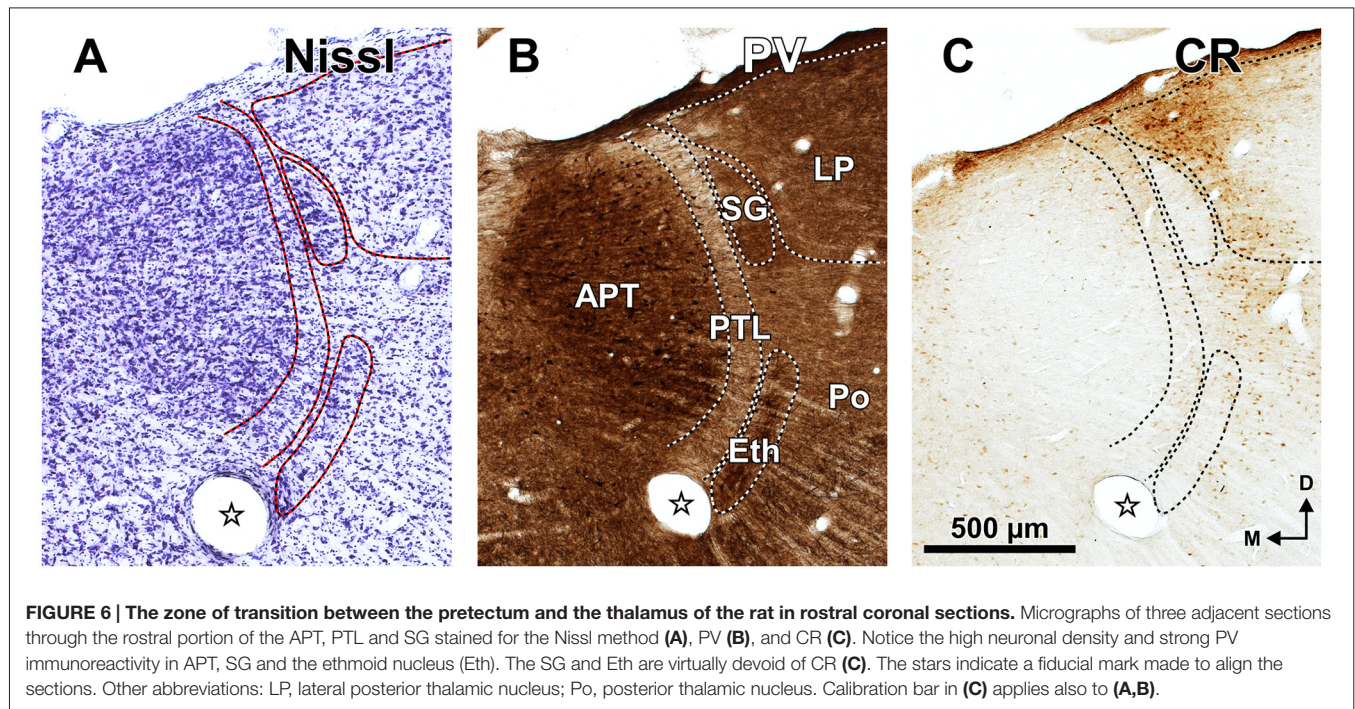 A Nissl
B PV
C CR
LP
SG
APT
PTL
Po
Eth
☆
☆
☆
500 µm
D
M
FIGURE 6 | The zone of transition between the pretectum and the thalamus of the rat in rostral coronal sections. Micrographs of three adjacent sections
through the rostral portion of the APT, PTL and SG stained for the Nissl method (A), PV (B), and CR (C). Notice the high neuronal density and strong PV
immunoreactivity in APT, SG and the ethmoid nucleus (Eth). The SG and Eth are virtually devoid of CR (C). The stars indicate a fiducial mark made to align the
sections. Other abbreviations: LP, lateral posterior thalamic nucleus; Po, posterior thalamic nucleus. Calibration bar in (C) applies also to (A,B).